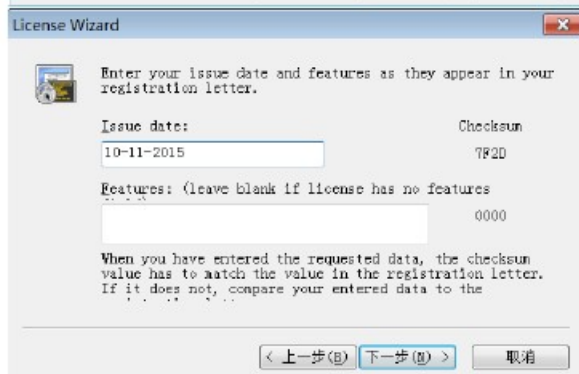 License Wizard
Enter your issue date and features as they appear in your
registration letter.
Issue date:
Checksum
10-11-2015
7F2D
Features: (leave blank if license has no features
0000
When you have entered the requested data, the checksum
value has to match the value in the registration letter.
If it does not, compare your entered data to the
< 上一步(B)
下一步(N) >
取消